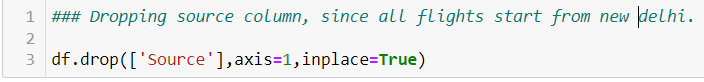 1 ### Dropping source column, since all flights start from new delhi.
2
3 df.drop(['Source'],axis=1,inplace=True)